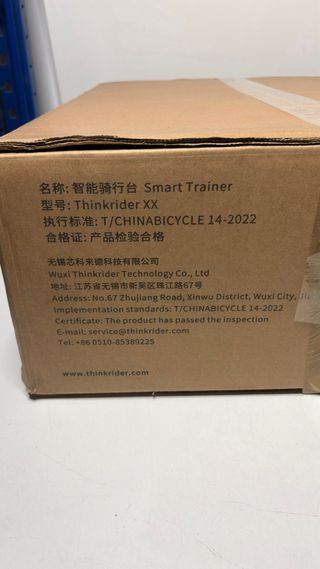 名称: 智能骑行台 Smart Trainer
型号: Thinkrider XX
执行标准: T/CHINABICYCLE 14-2022
合格证: 产品检验合格
无锡芯科来德科技有限公司
Wuxi Thinkrider Technology Co., Ltd
地址: 江苏省无锡市新吴区珠江路67号
Address: No.67 Zhujiang Road, Xinwu District, Wuxi City,
Implementation standards: T/CHINABICYCLE 14-2022
Certificate: The product has passed the inspection
E-mail: service@thinkrider.com
Tel: +86 0510-85389225
www.thinkrider.com